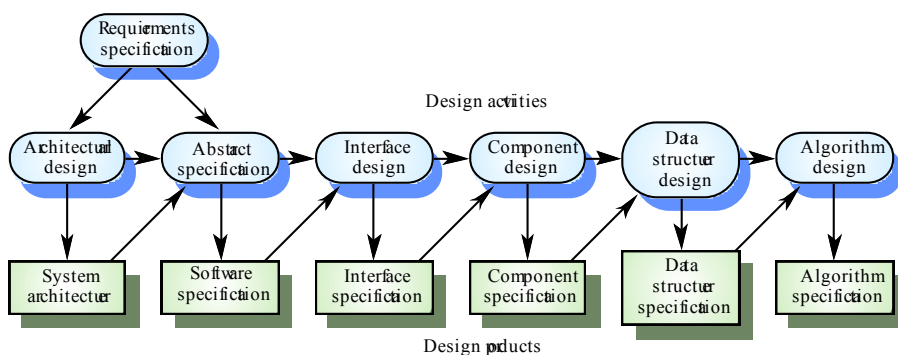 Requirements
specification
Design activities
Architectural
design
Abstract
specification
Interface
design
Component
design
Data
structure
design
Algorithm
design
System
architecture
Software
specification
Interface
specification
Component
specification
Data
structure
specification
Algorithm
specification
Design products